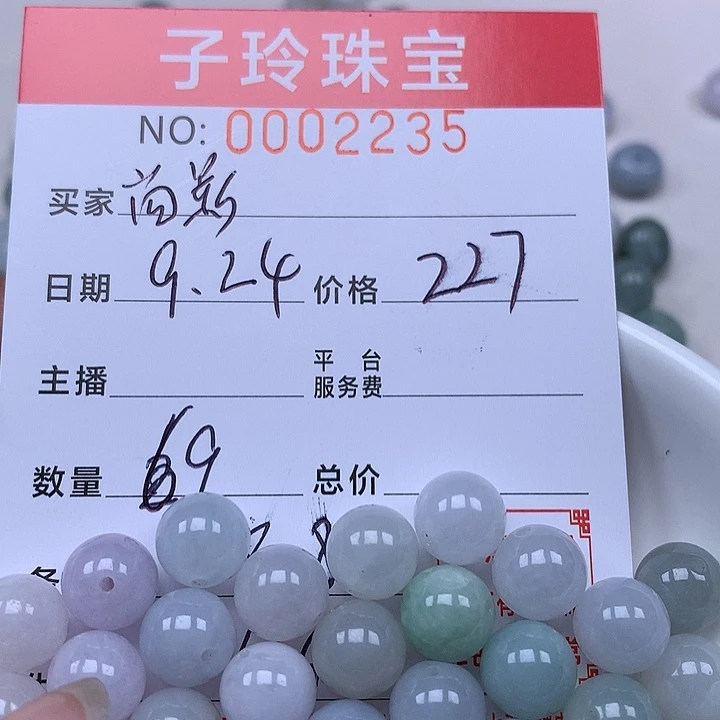 子玲珠宝
NO: 0002235
买家
日期 9.24 价格 227
主播 平台服务费
数量 69 总价